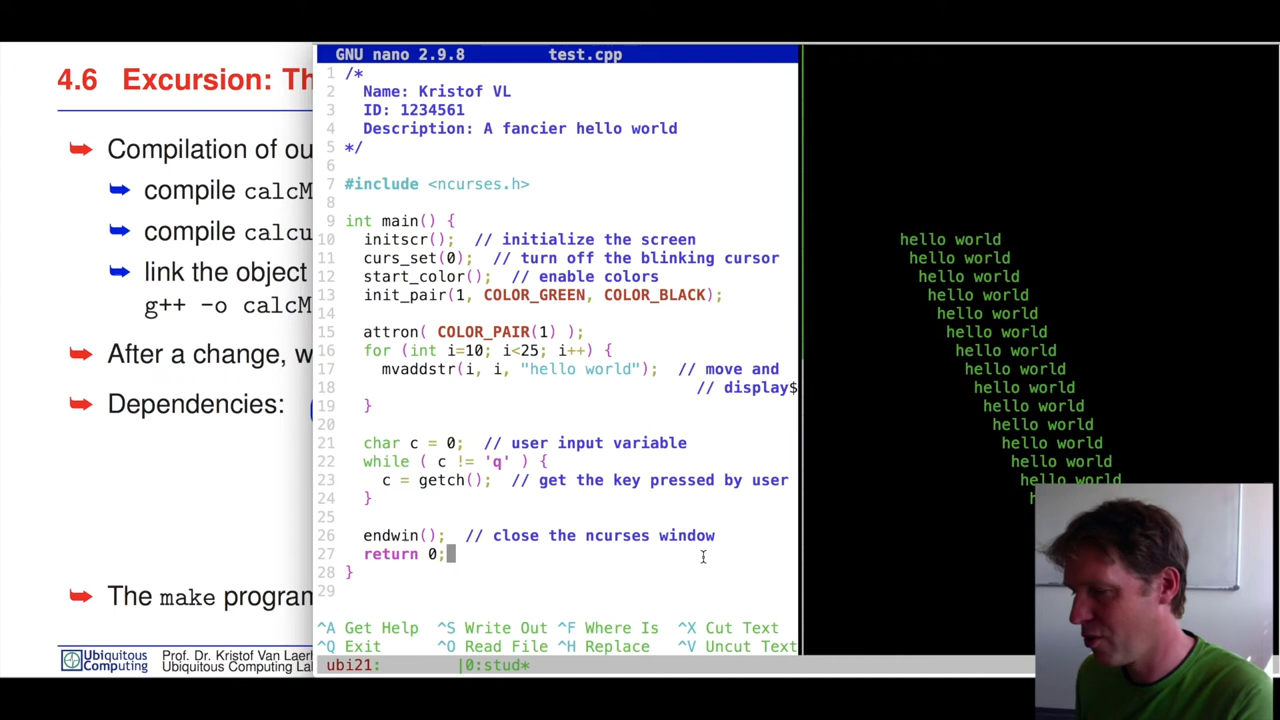 4.6 Excursion: Th
Compilation of ou
compile calcM
compile calcu
link the object
g++ -o calcM
After a change, w
Dependencies:
The make program
Ubiquitous
Computing
Prof. Dr. Kristof Van Laer
Ubiquitous Computing Lab
GNU nano 2.9.8 test.cpp
1 /*
2 Name: Kristof VL
3 ID: 1234561
4 Description: A fancier hello world
5 */
6
7 #include <ncurses.h>
8
9 int main() {
10 initscr(); // initialize the screen
11 curs_set(0); // turn off the blinking cursor
12 start_color(); // enable colors
13 init_pair(1, COLOR_GREEN, COLOR_BLACK);
14
15 attron( COLOR_PAIR(1) );
16 for (int i=10; i<25; i++) {
17 mvaddstr(i, i, "hello world"); // move and
18 // display$
19 }
20
21 char c = 0; // user input variable
22 while ( c != 'q' ) {
23 c = getch(); // get the key pressed by user
24 }
25
26 endwin(); // close the ncurses window
27 return 0;
28 }
29
^A Get Help ^S Write Out ^F Where Is ^X Cut Text
^Q Exit ^O Read File ^H Replace ^V Uncut Text
ubi21: |0:stud*
hello world
hello world
hello world
hello world
hello world
hello world
hello world
hello world
hello world
hello world
hello world
hello world
hello world
hello world